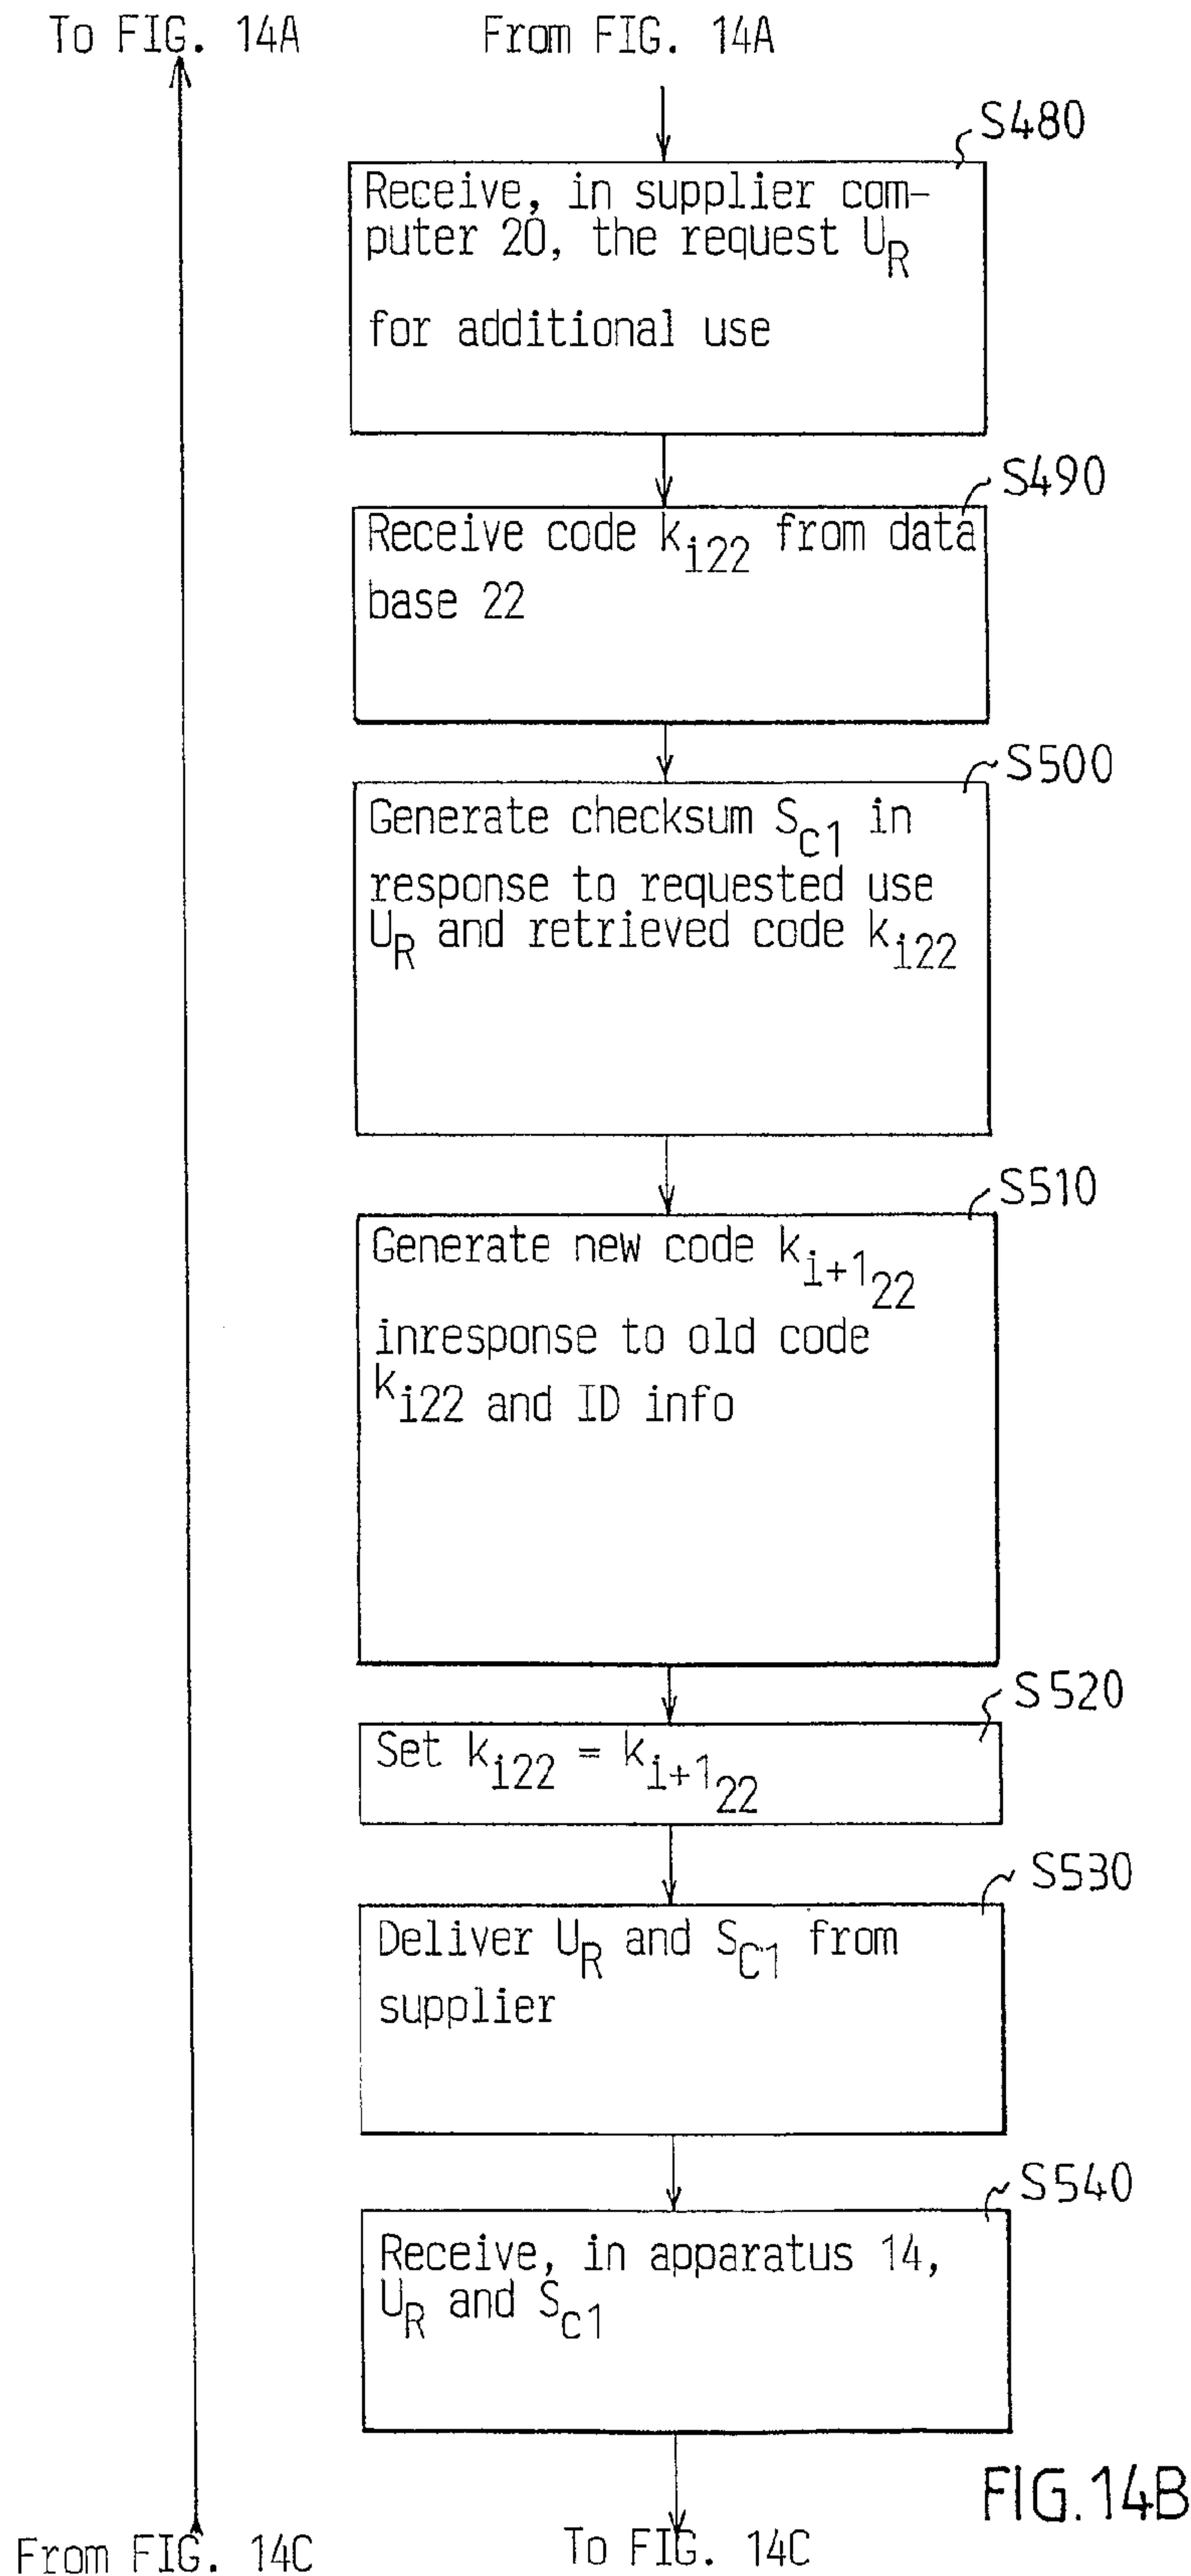 To FIG. 14A
From FIG. 14A
S480
Receive, in supplier com-
puter 20, the request U_R
for additional use
S490
Receive code k_i22 from data
base 22
S500
Generate checksum S_c1 in
response to requested use
U_R and retrieved code k_i22
S510
Generate new code k_i+1_22
inresponse to old code
k_i22 and ID info
S520
Set k_i22 = k_i+1_22
S530
Deliver U_R and S_C1 from
supplier
S540
Receive, in apparatus 14,
U_R and S_c1
FIG.14B
From FIG. 14C
To FIG. 14C